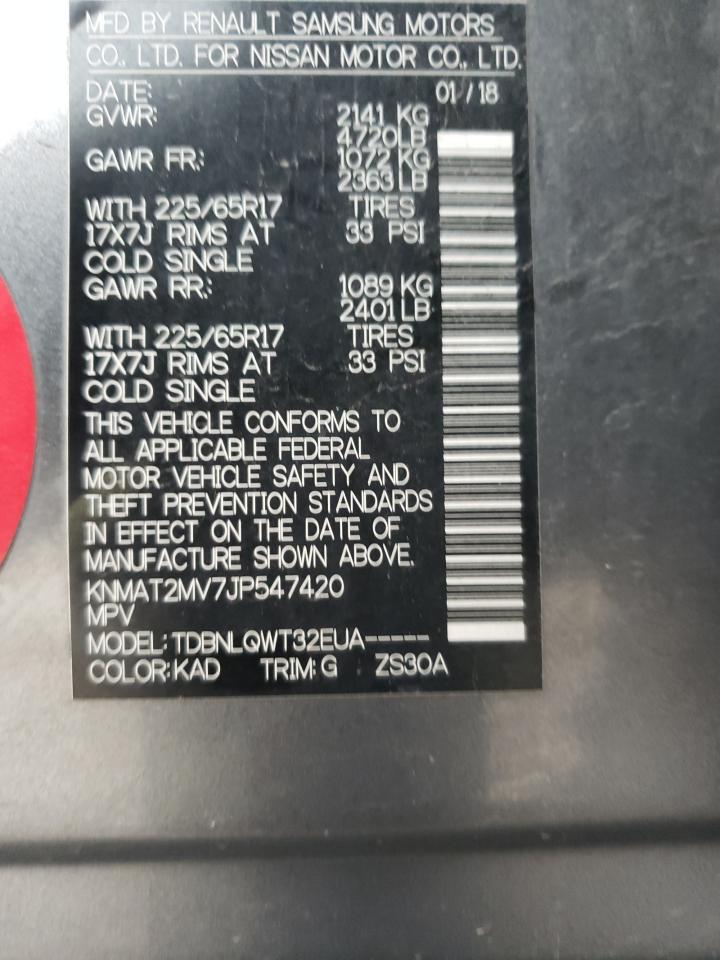 MFD BY RENAULT SAMSUNG MOTORS
CO., LTD. FOR NISSAN MOTOR CO., LTD.
DATE: 01 / 18
GVWR: 2141 KG
4720LB
GAWR FR.: 1072 KG
2363 LB
WITH 225/65R17 TIRES
17X7J RIMS AT 33 PSI
COLD SINGLE
GAWR RR.: 1089 KG
2401 LB
WITH 225/65R17 TIRES
17X7J RIMS AT 33 PSI
COLD SINGLE
THIS VEHICLE CONFORMS TO
ALL APPLICABLE FEDERAL
MOTOR VEHICLE SAFETY AND
THEFT PREVENTION STANDARDS
IN EFFECT ON THE DATE OF
MANUFACTURE SHOWN ABOVE.
KNMAT2MV7JP547420
MPV
MODEL: TDBNLQWT32EUA-----
COLOR: KAD TRIM: G ZS30A